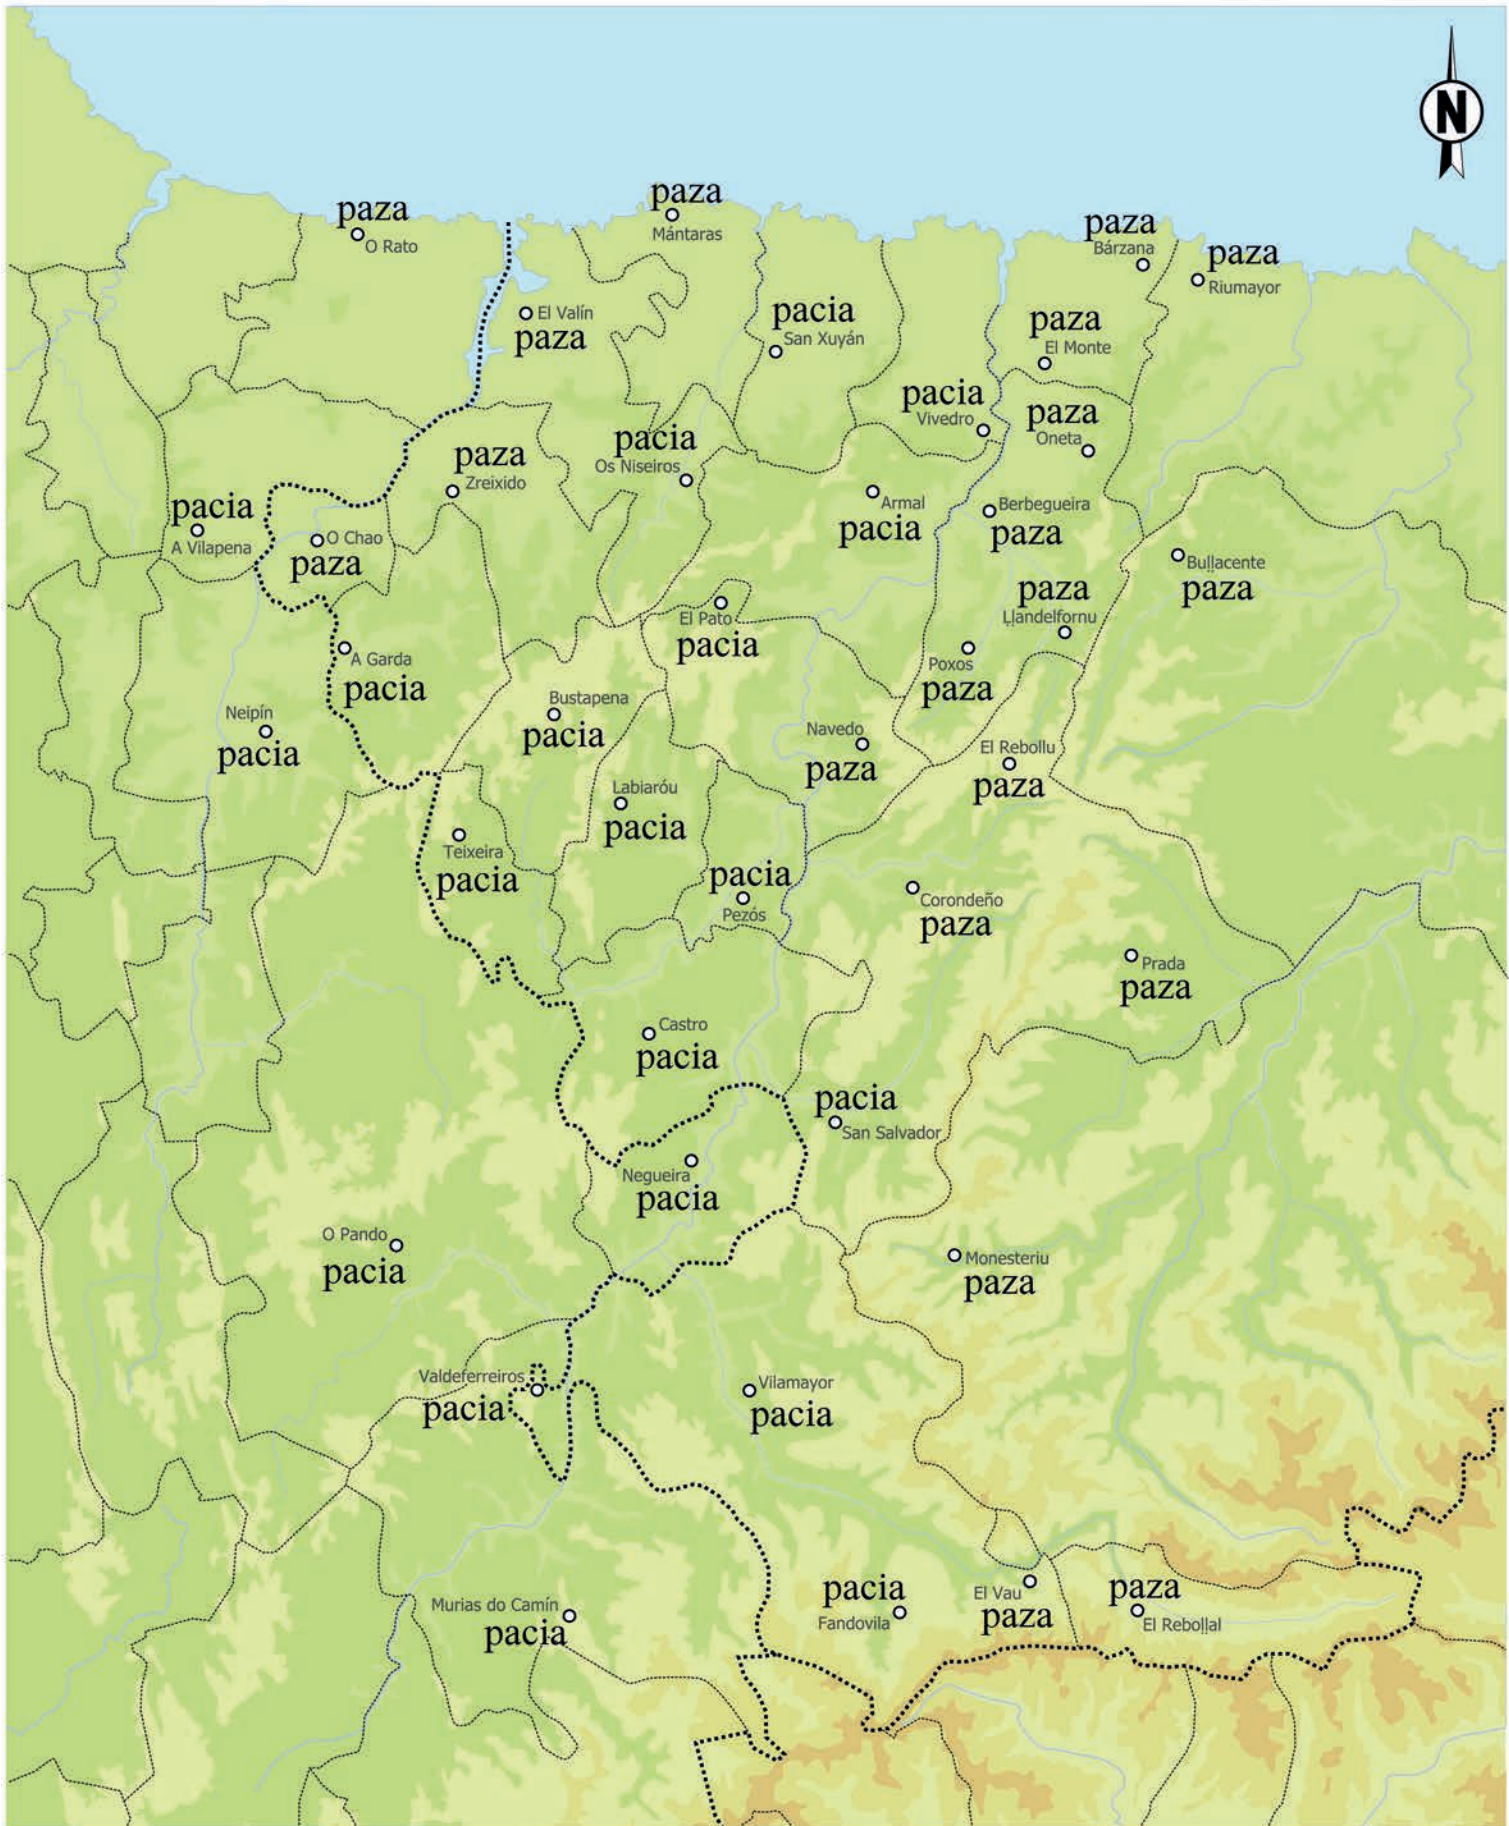 N
paza
Mántaras
paza
O Rato
paza
Bárzana
paza
Riumayor
El Valín
paza
pacia
San Xuyán
paza
El Monte
pacia
Vivedro
paza
Oneta
pacia
Os Niseiros
paza
Zreixido
pacia
A Vilapena
Armal
pacia
Berbegueira
paza
O Chao
paza
Buḷḷacente
paza
paza
Ḷḷandelfornu
El Pato
pacia
A Garda
pacia
Poxos
paza
Bustapena
pacia
Neipín
pacia
Navedo
paza
El Rebollu
paza
Labiaróu
pacia
Teixeira
pacia
pacia
Pezós
Corondeño
paza
Prada
paza
Castro
pacia
pacia
San Salvador
Negueira
pacia
O Pando
pacia
Monesteriu
paza
Valdeferreiros
pacia
Vilamayor
pacia
pacia
Fandovila
El Vau
paza
paza
El Reboḷḷal
Murias do Camín
pacia